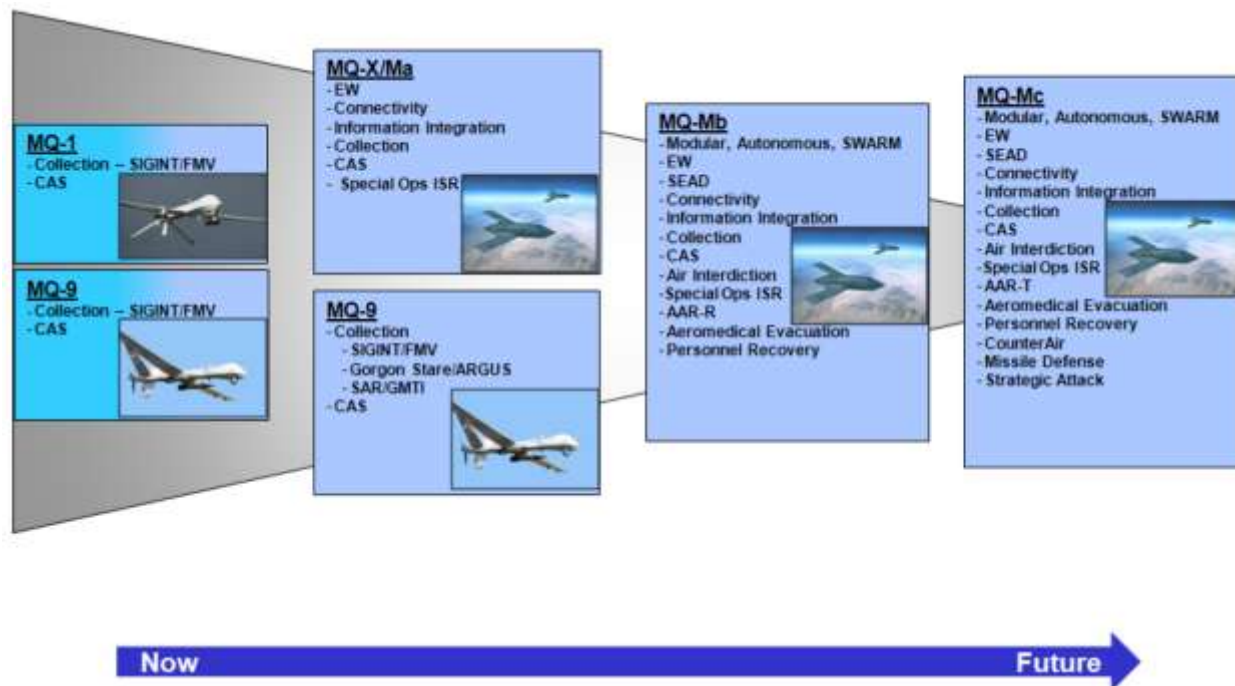 MQ-1
- Collection – SIGINT/FMV
- CAS
MQ-9
- Collection – SIGINT/FMV
- CAS
MQ-X/Ma
- EW
- Connectivity
- Information Integration
- Collection
- CAS
- Special Ops ISR
MQ-9
- Collection
- SIGINT/FMV
- Gorgon Stare/ARGUS
- SAR/GMTI
- CAS
MQ-Mb
- Modular, Autonomous, SWARM
- EW
- SEAD
- Connectivity
- Information Integration
- Collection
- CAS
- Air Interdiction
- Special Ops ISR
- AAR-R
- Aeromedical Evacuation
- Personnel Recovery
MQ-Mc
- Modular, Autonomous, SWARM
- EW
- SEAD
- Connectivity
- Information Integration
- Collection
- CAS
- Air Interdiction
- Special Ops ISR
- AAR-T
- Aeromedical Evacuation
- Personnel Recovery
- CounterAir
- Missile Defense
- Strategic Attack
Now Future